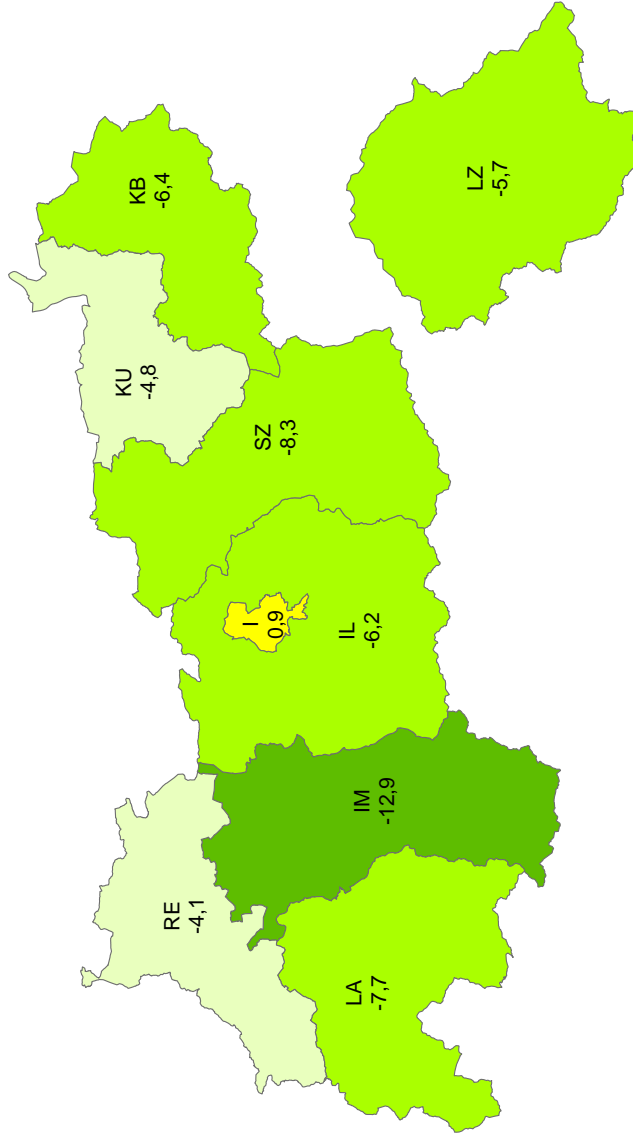 RE
-4,1
LA
-7,7
IM
-12,9
I
0,9
IL
-6,2
SZ
-8,3
KU
-4,8
KB
-6,4
LZ
-5,7